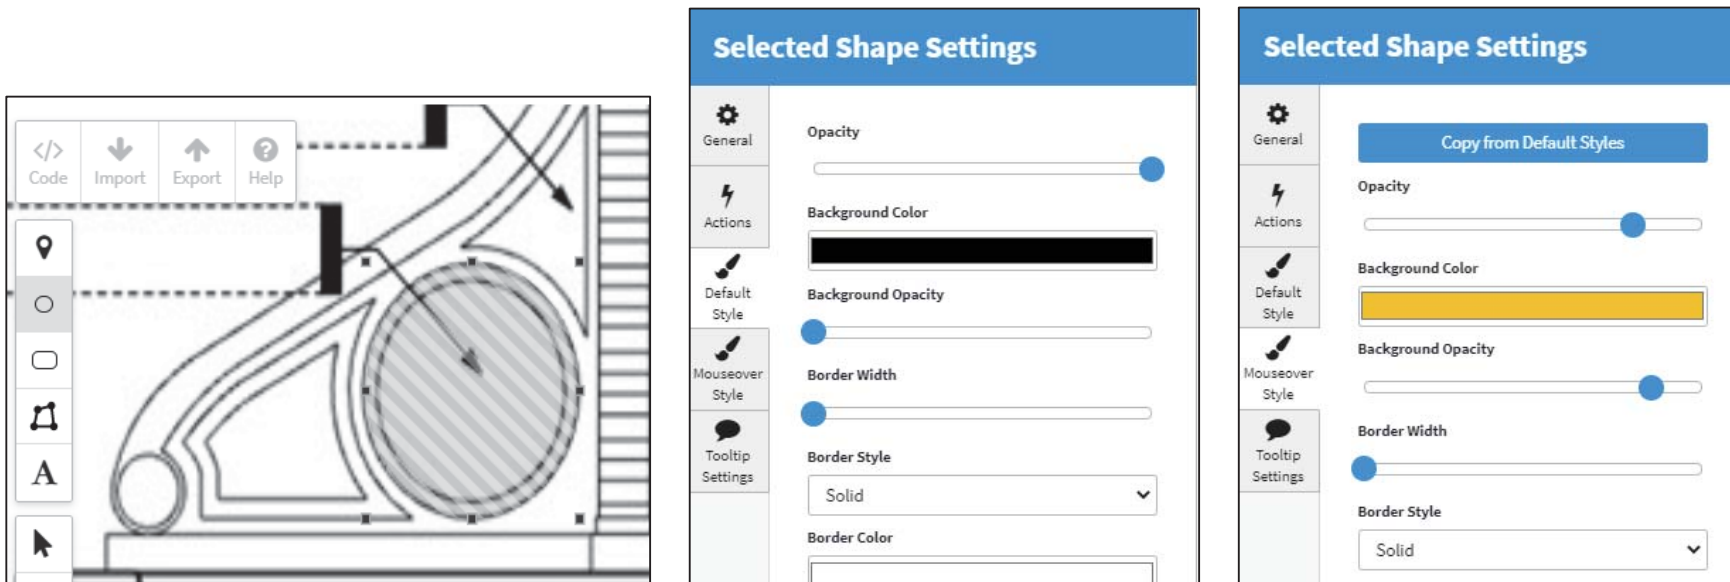 </> Code
Import
Export
Help
A
Selected Shape Settings
General
Actions
Default
Style
Mouseover
Style
Tooltip
Settings
Opacity
Background Color
Background Opacity
Border Width
Border Style
Solid
Border Color
Selected Shape Settings
General
Actions
Default
Style
Mouseover
Style
Tooltip
Settings
Copy from Default Styles
Opacity
Background Color
Background Opacity
Border Width
Border Style
Solid